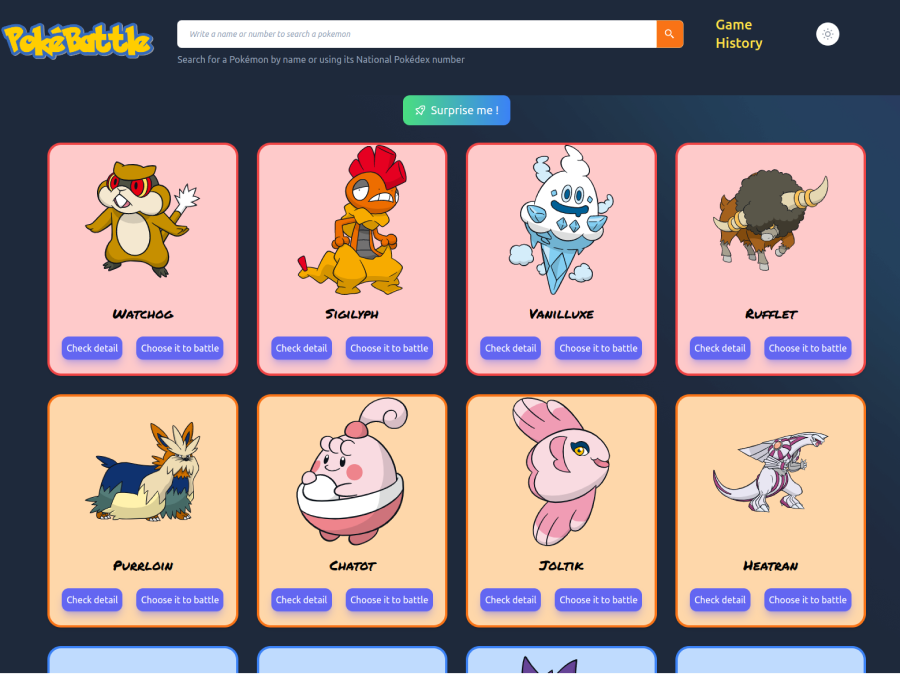 PokéBattle
Write a name or number to search a pokemon
Search for a Pokémon by name or using its National Pokédex number
Game
History
Surprise me !
Watchog
Sigilyph
Vanilluxe
Rufflet
Check detail Choose it to battle
Check detail Choose it to battle
Check detail Choose it to battle
Check detail Choose it to battle
Purrloin
Chatot
Joltik
Heatran
Check detail Choose it to battle
Check detail Choose it to battle
Check detail Choose it to battle
Check detail Choose it to battle